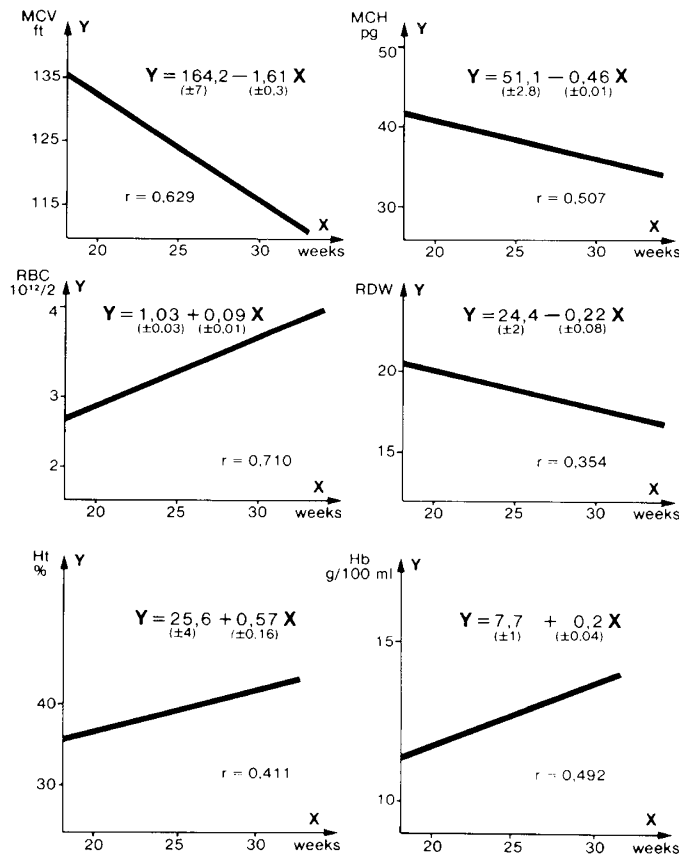 MCV
ft
Y
Y = 164,2 – 1,61 X
(±7) (±0,3)
135
125
115
r = 0,629
X
20 25 30 weeks
MCH
pg
Y
50
Y = 51,1 – 0,46 X
(±2.8) (±0,01)
40
30
r = 0,507
X
20 25 30 weeks
RBC
10¹²/2
Y
4
Y = 1,03 + 0,09 X
(±0.03) (±0,01)
3
2
r = 0,710
X
20 25 30 weeks
RDW
Y
Y = 24,4 – 0,22 X
(±2) (±0,08)
20
15
r = 0,354
X
20 25 30 weeks
Ht
%
Y
Y = 25,6 + 0,57 X
(±4) (±0.16)
40
30
r = 0,411
X
20 25 30 weeks
Hb
g/100 ml
Y
Y = 7,7 + 0,2 X
(±1) (±0,04)
15
10
r = 0,492
X
20 25 30 weeks